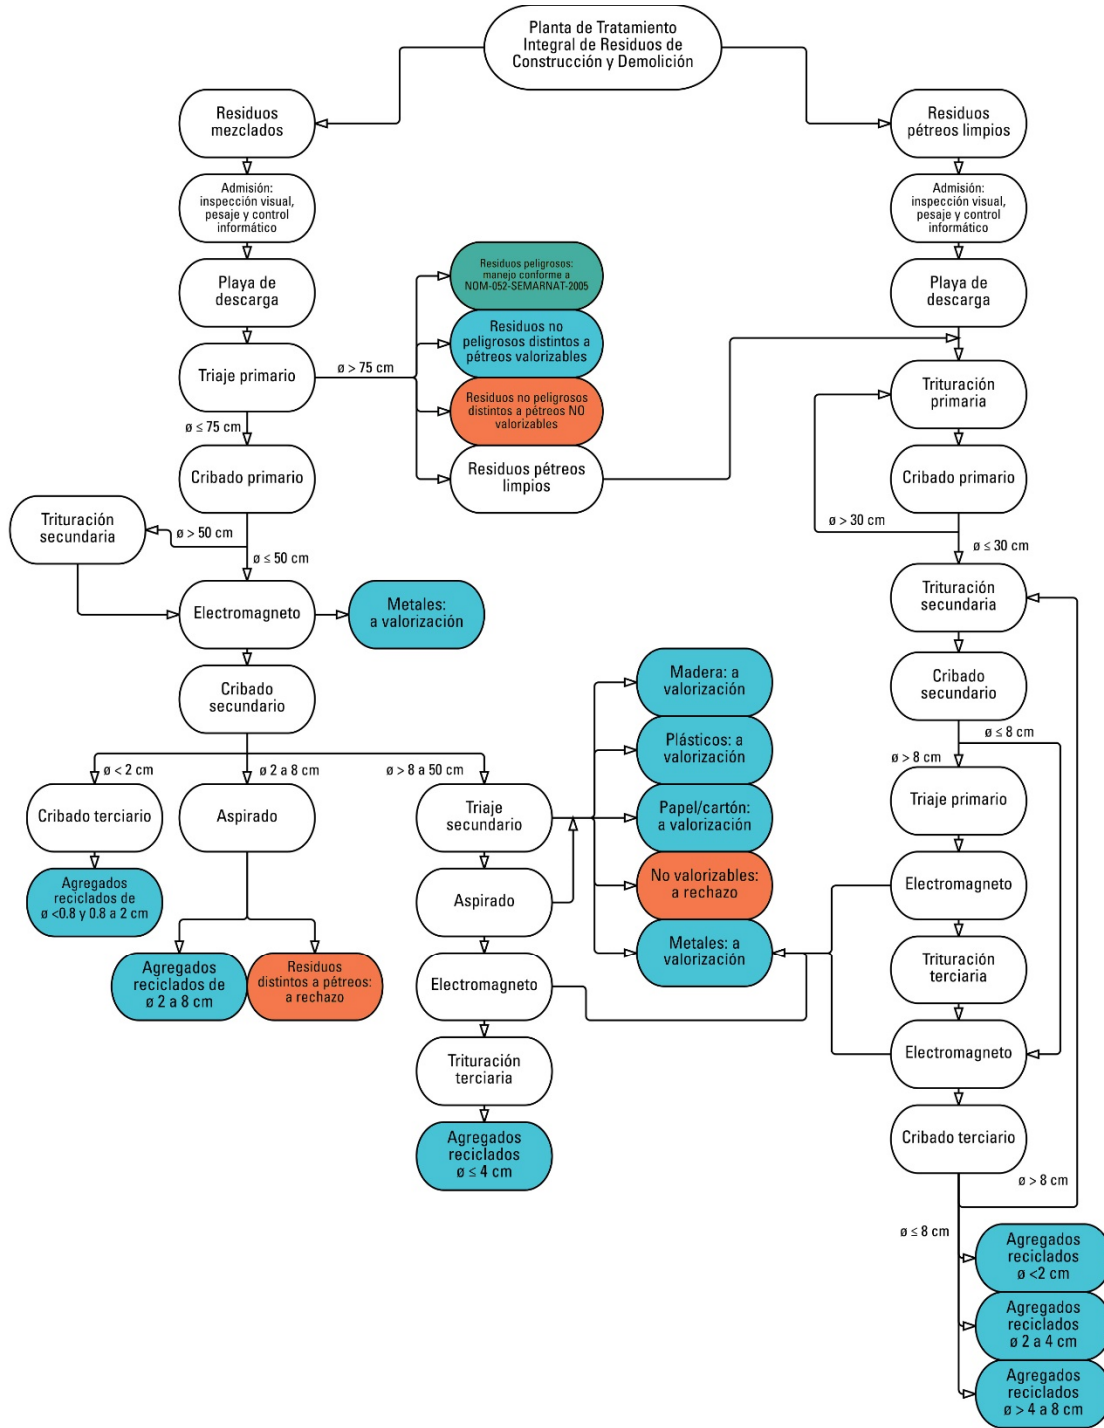 Planta de Tratamiento
Integral de Residuos de
Construcción y Demolición
Residuos
mezclados
Residuos
pétreos limpios
Admisión:
inspección visual,
pesaje y control
informático
Admisión:
inspección visual,
pesaje y control
informático
Playa de
descarga
Residuos peligrosos:
manejo conforme a
NOM-052-SEMARNAT-2005
Playa de
descarga
Residuos no
peligrosos distintos a
pétreos valorizables
Triaje primario
ø > 75 cm
Residuos no peligrosos
distintos a pétreos NO
valorizables
Trituración
primaria
ø ≤ 75 cm
Cribado primario
Residuos pétreos
limpios
Cribado primario
Trituración
secundaria
ø > 50 cm
ø ≤ 50 cm
ø > 30 cm
ø ≤ 30 cm
Electromagneto
Metales:
a valorización
Trituración
secundaria
Cribado
secundario
Madera: a
valorización
Cribado
secundario
Plásticos: a
valorización
ø ≤ 8 cm
ø > 8 cm
ø < 2 cm
ø 2 a 8 cm
ø > 8 a 50 cm
Cribado terciario
Aspirado
Triaje
secundario
Papel/cartón:
a valorización
Triaje primario
Agregados
reciclados de
ø <0.8 y 0.8 a 2 cm
Aspirado
No valorizables:
a rechazo
Electromagneto
Metales: a
valorización
Agregados
reciclados de
ø 2 a 8 cm
Residuos
distintos a pétreos:
a rechazo
Electromagneto
Trituración
terciaria
Electromagneto
Trituración
terciaria
Cribado terciario
Agregados
reciclados
ø ≤ 4 cm
ø > 8 cm
ø ≤ 8 cm
Agregados
reciclados
ø <2 cm
Agregados
reciclados
ø 2 a 4 cm
Agregados
reciclados
ø > 4 a 8 cm